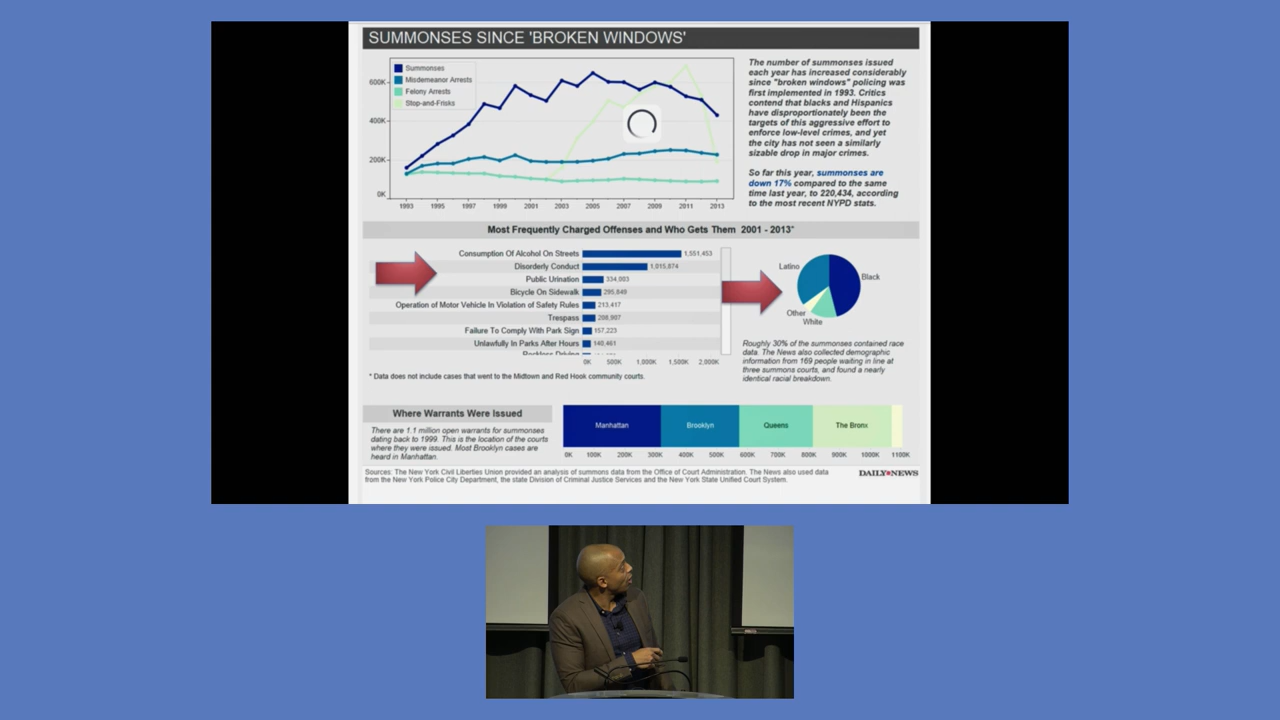 SUMMONSES SINCE 'BROKEN WINDOWS'
Summonses
Misdemeanor Arrests
Felony Arrests
Stop-and-Frisks
600K
400K
200K
0K
1993 1995 1997 1999 2001 2003 2005 2007 2009 2011 2013
The number of summonses issued
each year has increased considerably
since "broken windows" policing was
first implemented in 1993. Critics
contend that blacks and Hispanics
have disproportionately been the
targets of this aggressive effort to
enforce low-level crimes, and yet
the city has not seen a similarly
sizable drop in major crimes.
So far this year, summonses are
down 17% compared to the same
time last year, to 220,434, according
to the most recent NYPD stats.
Most Frequently Charged Offenses and Who Gets Them 2001 - 2013*
Consumption Of Alcohol On Streets 1,551,453
Disorderly Conduct 1,015,874
Public Urination 334,003
Bicycle On Sidewalk 295,849
Operation of Motor Vehicle In Violation of Safety Rules 213,417
Trespass 208,907
Failure To Comply With Park Sign 157,223
Unlawfully In Parks After Hours 140,461
Reckless Driving
0K 500K 1,000K 1,500K 2,000K
* Data does not include cases that went to the Midtown and Red Hook community courts.
Latino
Black
Other
White
Roughly 30% of the summonses contained race
data. The News also collected demographic
information from 169 people waiting in line at
three summons courts, and found a nearly
identical racial breakdown.
Where Warrants Were Issued
There are 1.1 million open warrants for summonses
dating back to 1999. This is the location of the courts
where they were issued. Most Brooklyn cases are
heard in Manhattan.
Manhattan Brooklyn Queens The Bronx
0K 100K 200K 300K 400K 500K 600K 700K 800K 900K 1000K 1100K
Sources: The New York Civil Liberties Union provided an analysis of summons data from the Office of Court Administration. The News also used data
from the New York Police City Department, the state Division of Criminal Justice Services and the New York State Unified Court System.
DAILY NEWS